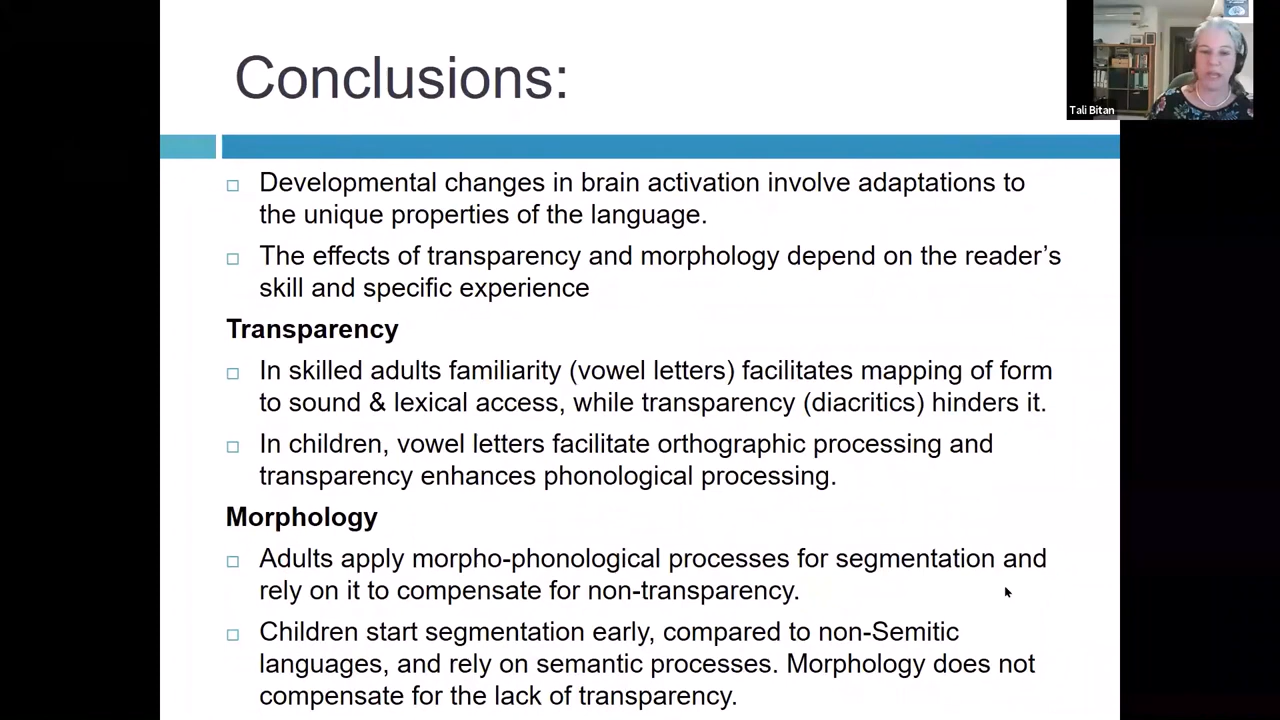 Conclusions:
Tali Bitan
Developmental changes in brain activation involve adaptations to
the unique properties of the language.
The effects of transparency and morphology depend on the reader’s
skill and specific experience
Transparency
In skilled adults familiarity (vowel letters) facilitates mapping of form
to sound & lexical access, while transparency (diacritics) hinders it.
In children, vowel letters facilitate orthographic processing and
transparency enhances phonological processing.
Morphology
Adults apply morpho-phonological processes for segmentation and
rely on it to compensate for non-transparency.
Children start segmentation early, compared to non-Semitic
languages, and rely on semantic processes. Morphology does not
compensate for the lack of transparency.